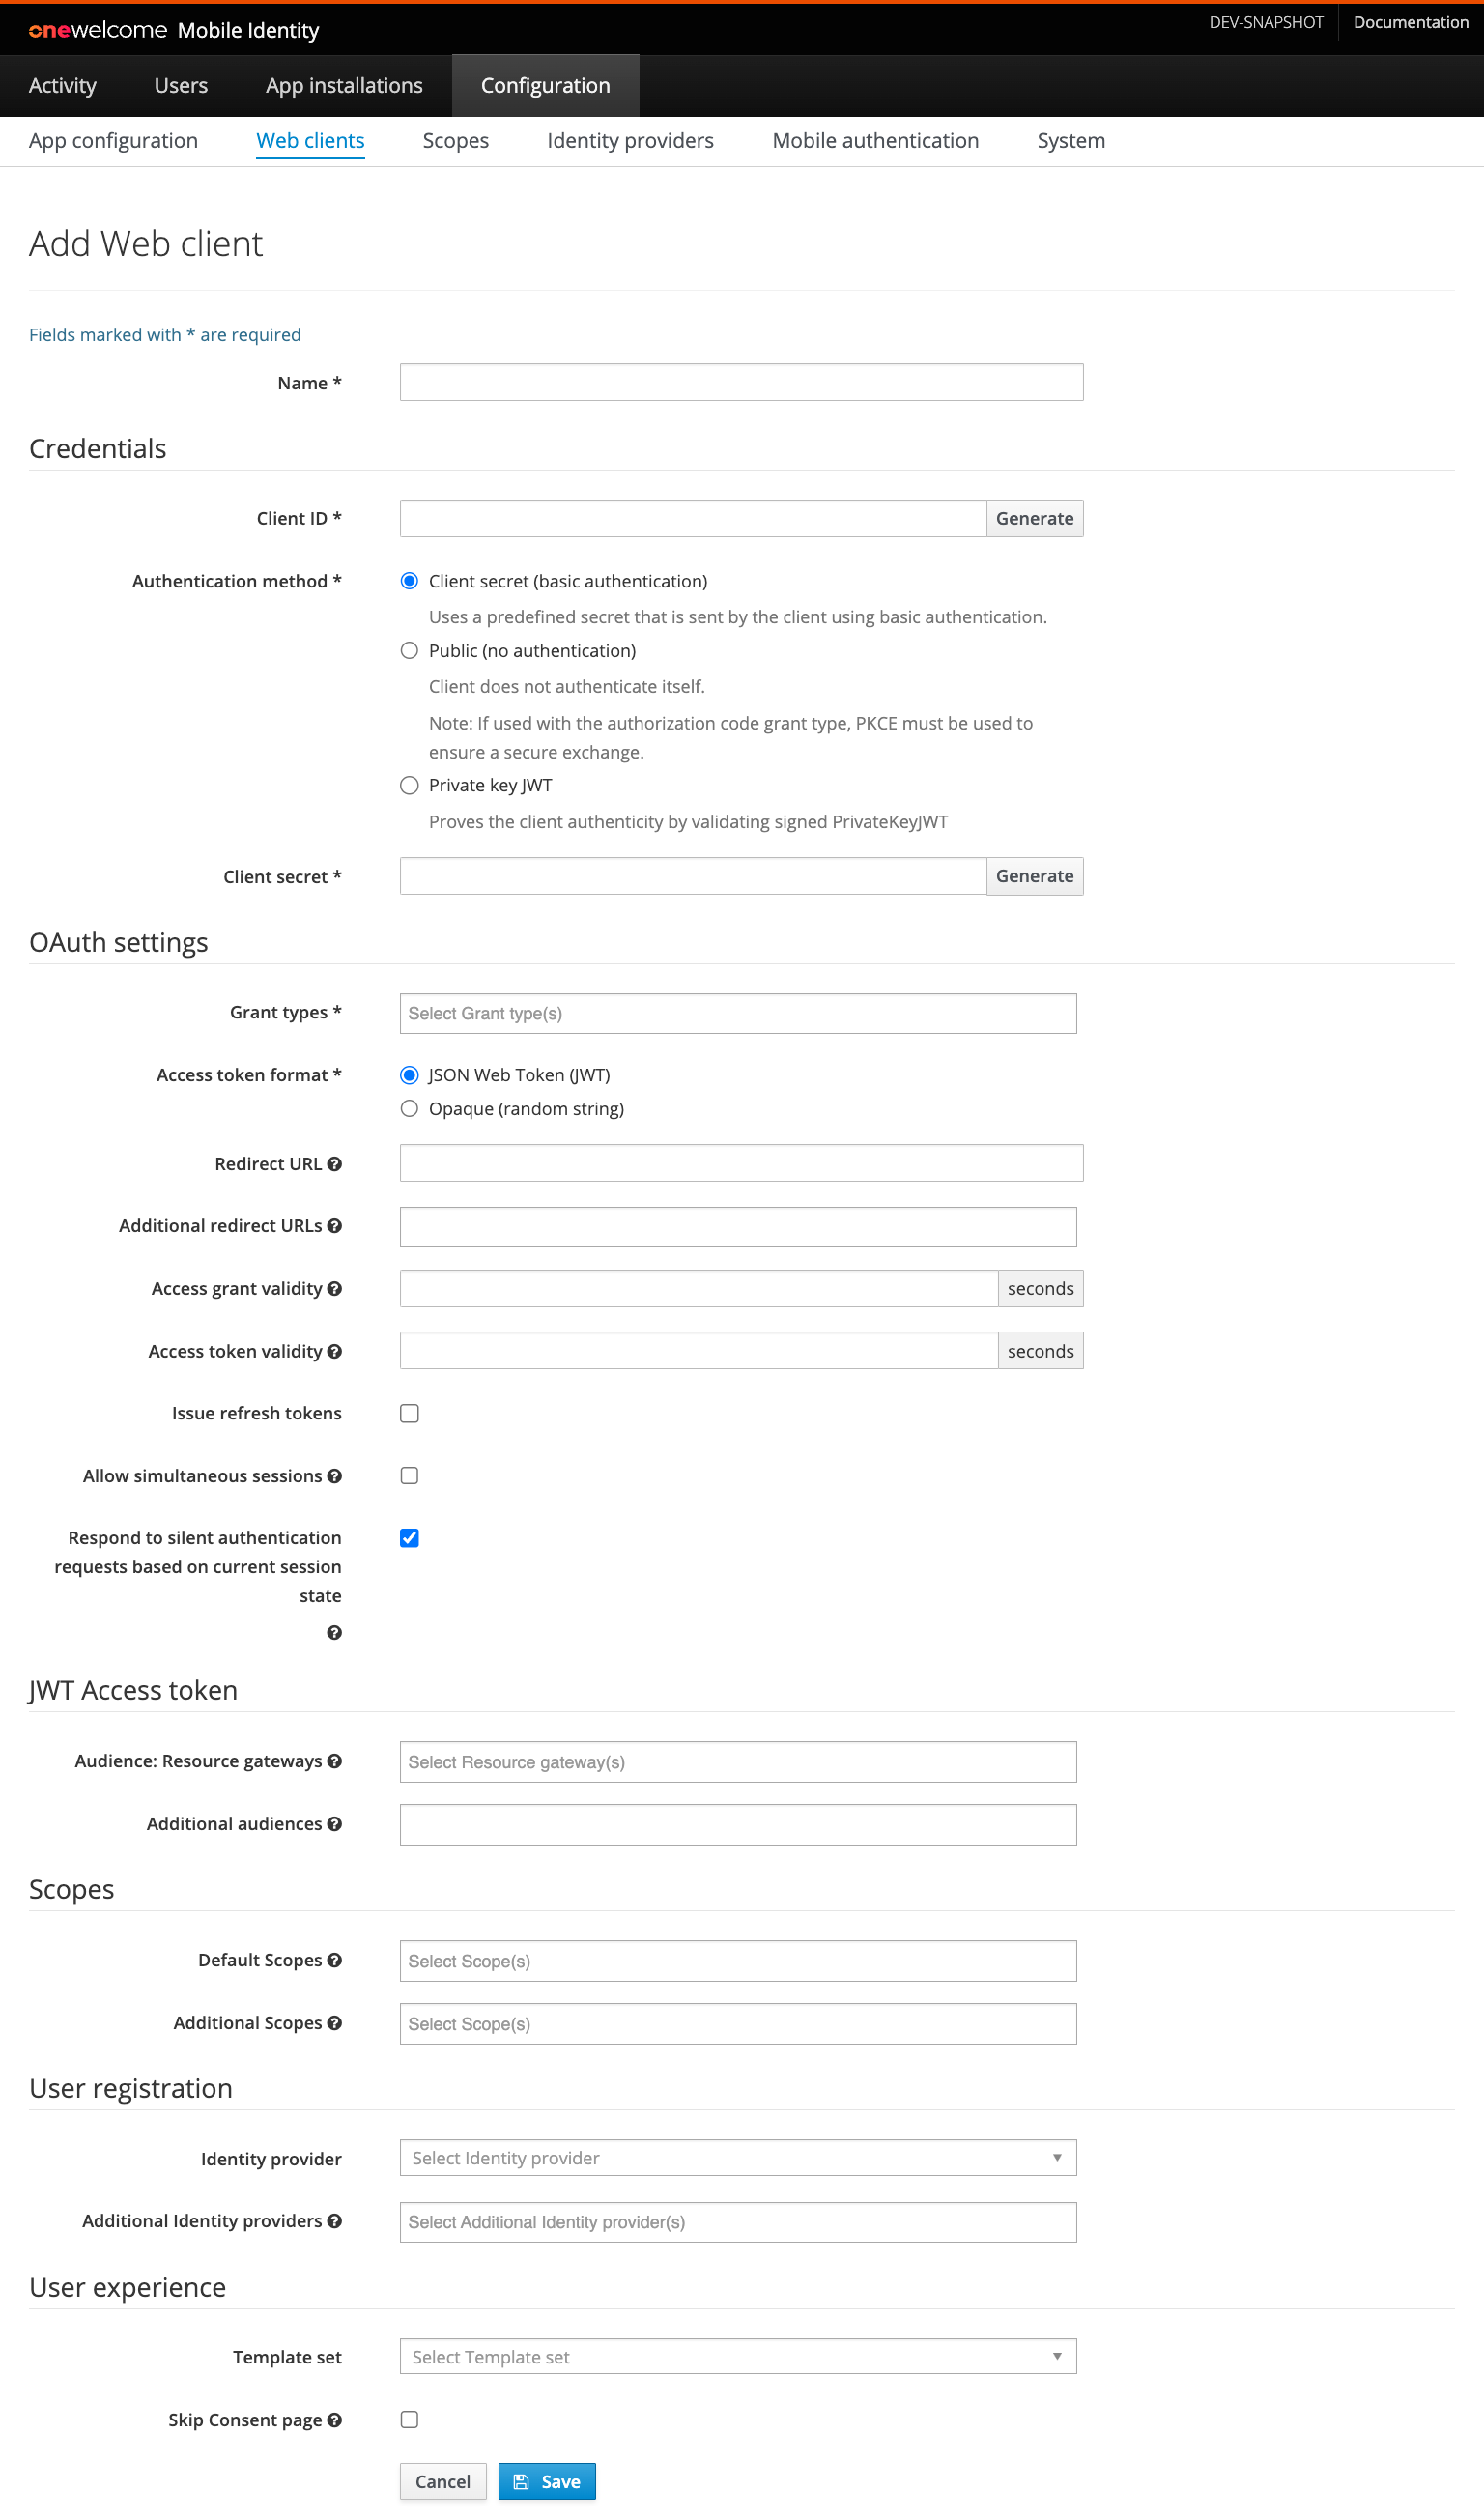 onewelcome Mobile Identity
DEV-SNAPSHOT
Documentation
Activity
Users
App installations
Configuration
App configuration
Web clients
Scopes
Identity providers
Mobile authentication
System
Add Web client
Fields marked with * are required
Name *
Credentials
Client ID *
Generate
Authentication method *
Client secret (basic authentication)
Uses a predefined secret that is sent by the client using basic authentication.
Public (no authentication)
Client does not authenticate itself.
Note: If used with the authorization code grant type, PKCE must be used to
ensure a secure exchange.
Private key JWT
Proves the client authenticity by validating signed PrivateKeyJWT
Client secret *
Generate
OAuth settings
Grant types *
Select Grant type(s)
Access token format *
JSON Web Token (JWT)
Opaque (random string)
Redirect URL ?
Additional redirect URLs ?
Access grant validity ?
seconds
Access token validity ?
seconds
Issue refresh tokens
Allow simultaneous sessions ?
Respond to silent authentication
requests based on current session
state
?
JWT Access token
Audience: Resource gateways ?
Select Resource gateway(s)
Additional audiences ?
Scopes
Default Scopes ?
Select Scope(s)
Additional Scopes ?
Select Scope(s)
User registration
Identity provider
Select Identity provider
Additional Identity providers ?
Select Additional Identity provider(s)
User experience
Template set
Select Template set
Skip Consent page ?
Cancel
Save